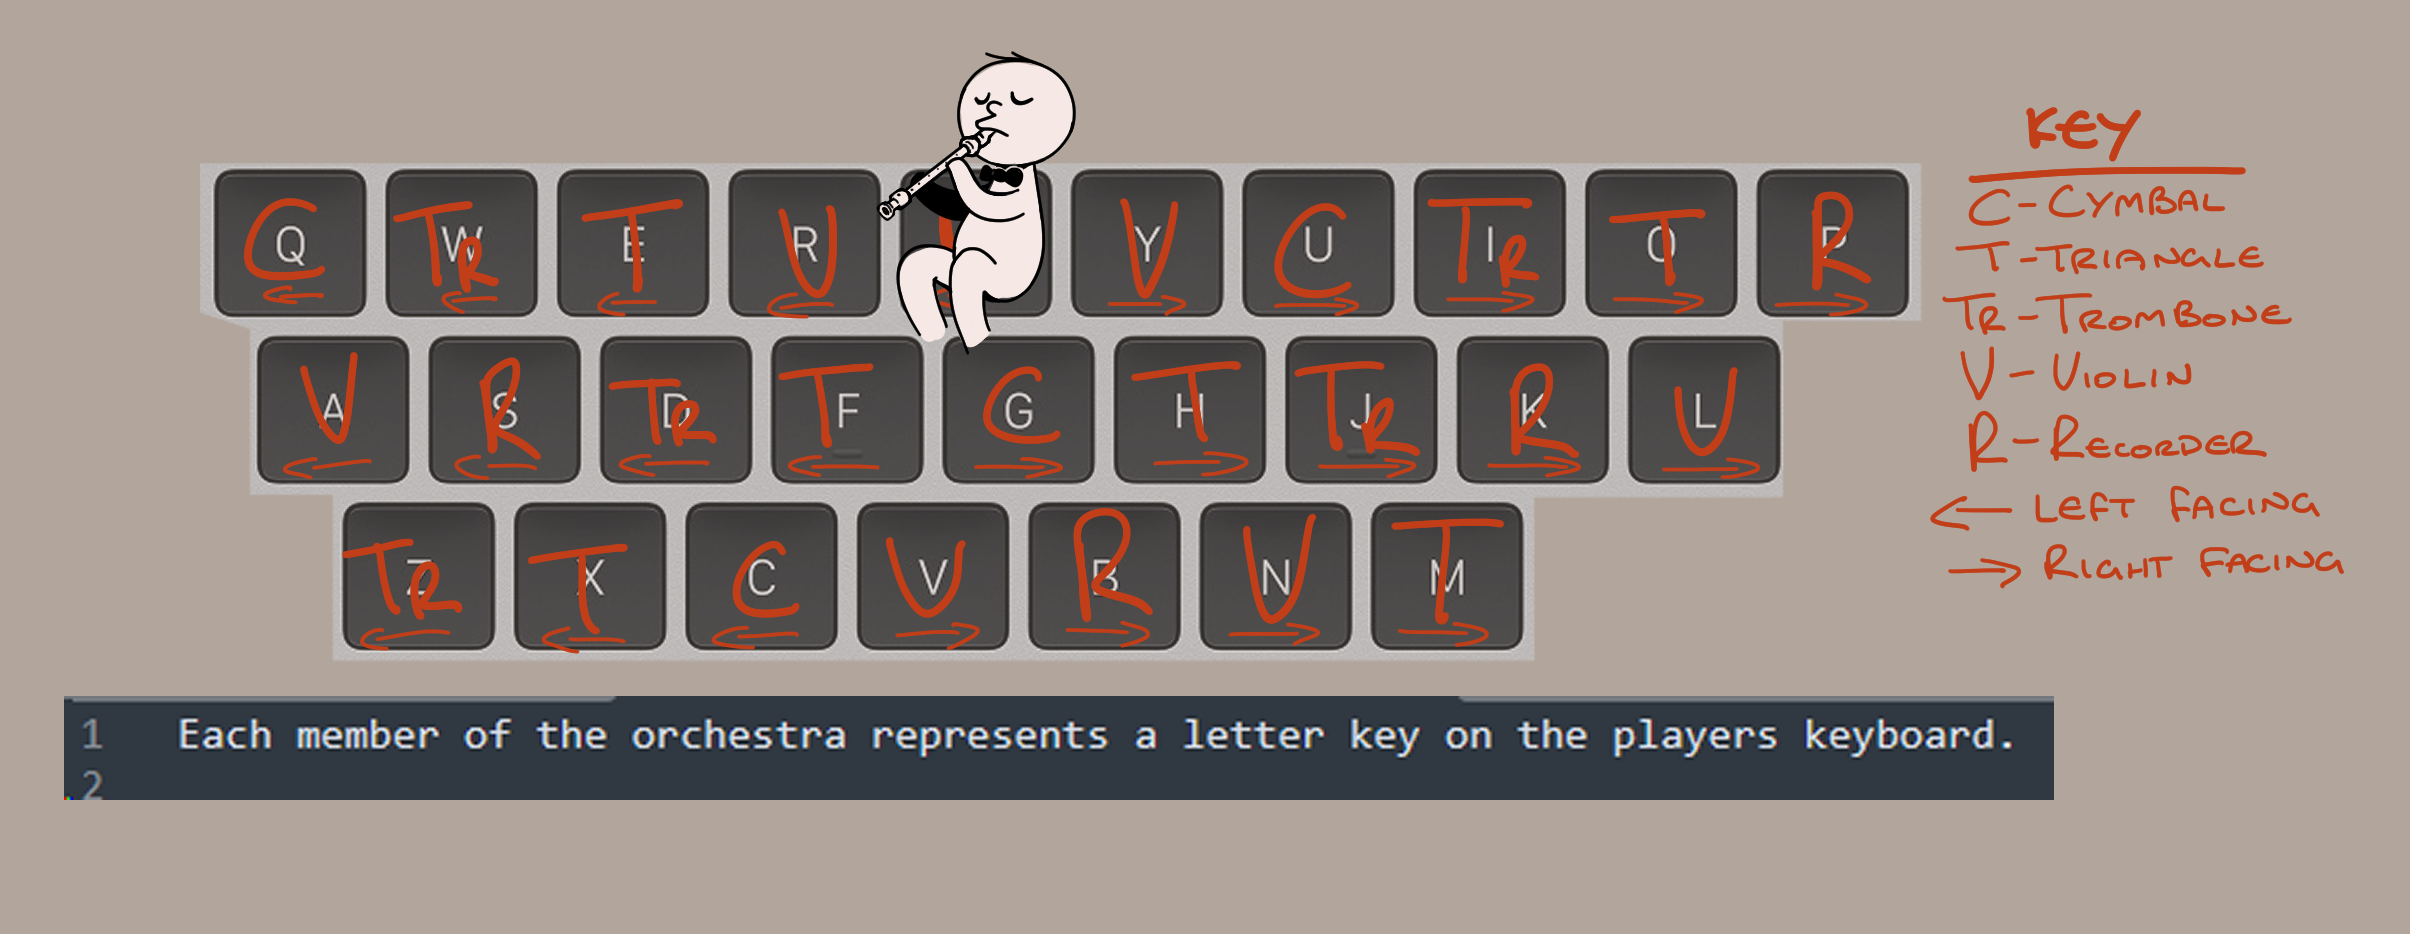 KEY
C - CYMBAL
T - TRIANGLE
TR - TROMBONE
V - VIOLIN
R - RECORDER
← LEFT FACING
→ RIGHT FACING
Q W E R Y U I O P
C TR T V V C TR T R
← ← ← ← → → → → →
A S D F G H J K L
V R TR T C T TR R V
← ← ← ← → → → → →
Z X C V B N M
TR T C V R V T
← ← ← → → → →
1 Each member of the orchestra represents a letter key on the players keyboard.
2